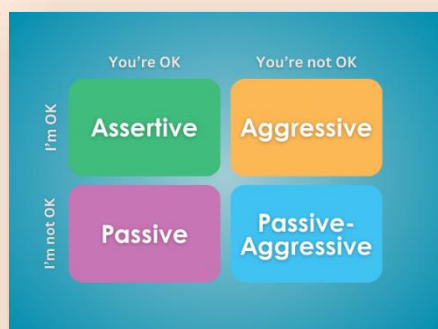 You're OK
You're not OK
I'm OK
Assertive
Aggressive
I'm not OK
Passive
Passive-
Aggressive